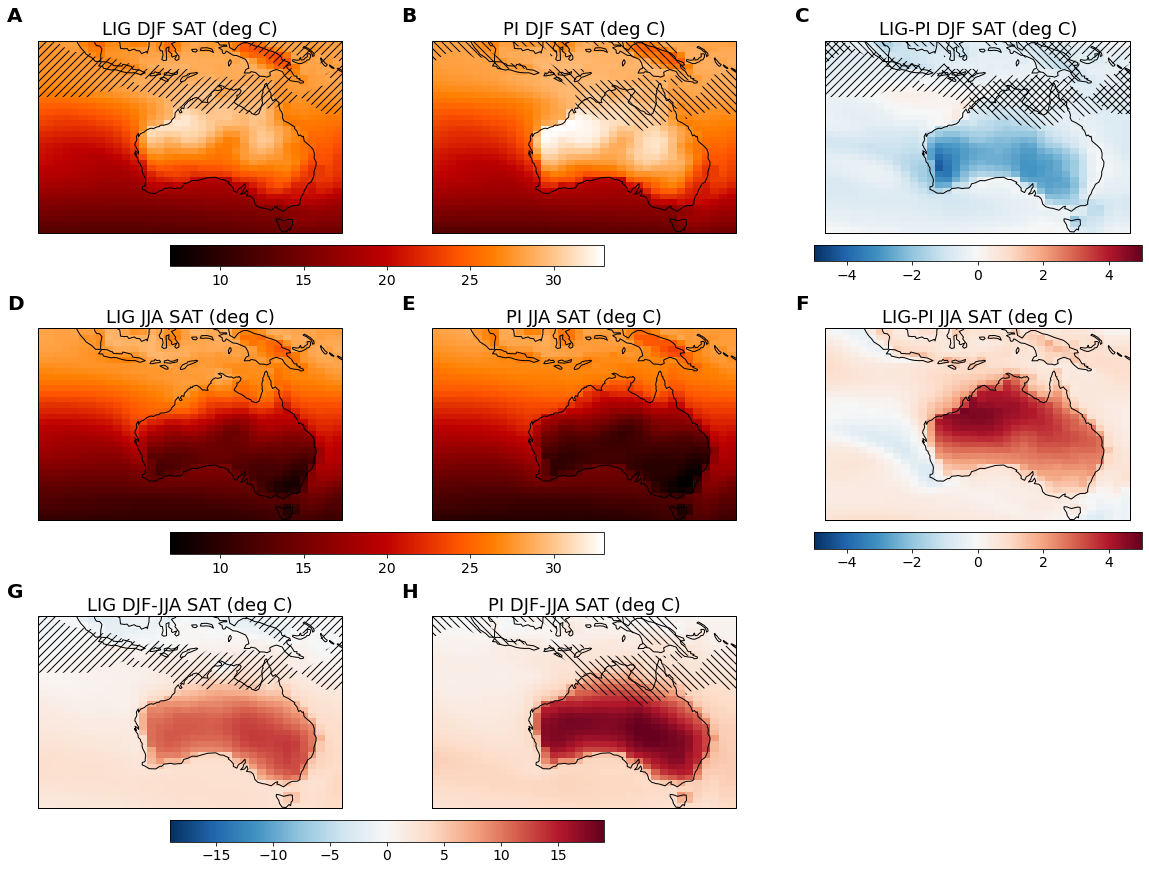 A
LIG DJF SAT (deg C)
B
PI DJF SAT (deg C)
C
LIG-PI DJF SAT (deg C)
10 15 20 25 30
−4 −2 0 2 4
D
LIG JJA SAT (deg C)
E
PI JJA SAT (deg C)
F
LIG-PI JJA SAT (deg C)
10 15 20 25 30
−4 −2 0 2 4
G
LIG DJF-JJA SAT (deg C)
H
PI DJF-JJA SAT (deg C)
−15 −10 −5 0 5 10 15